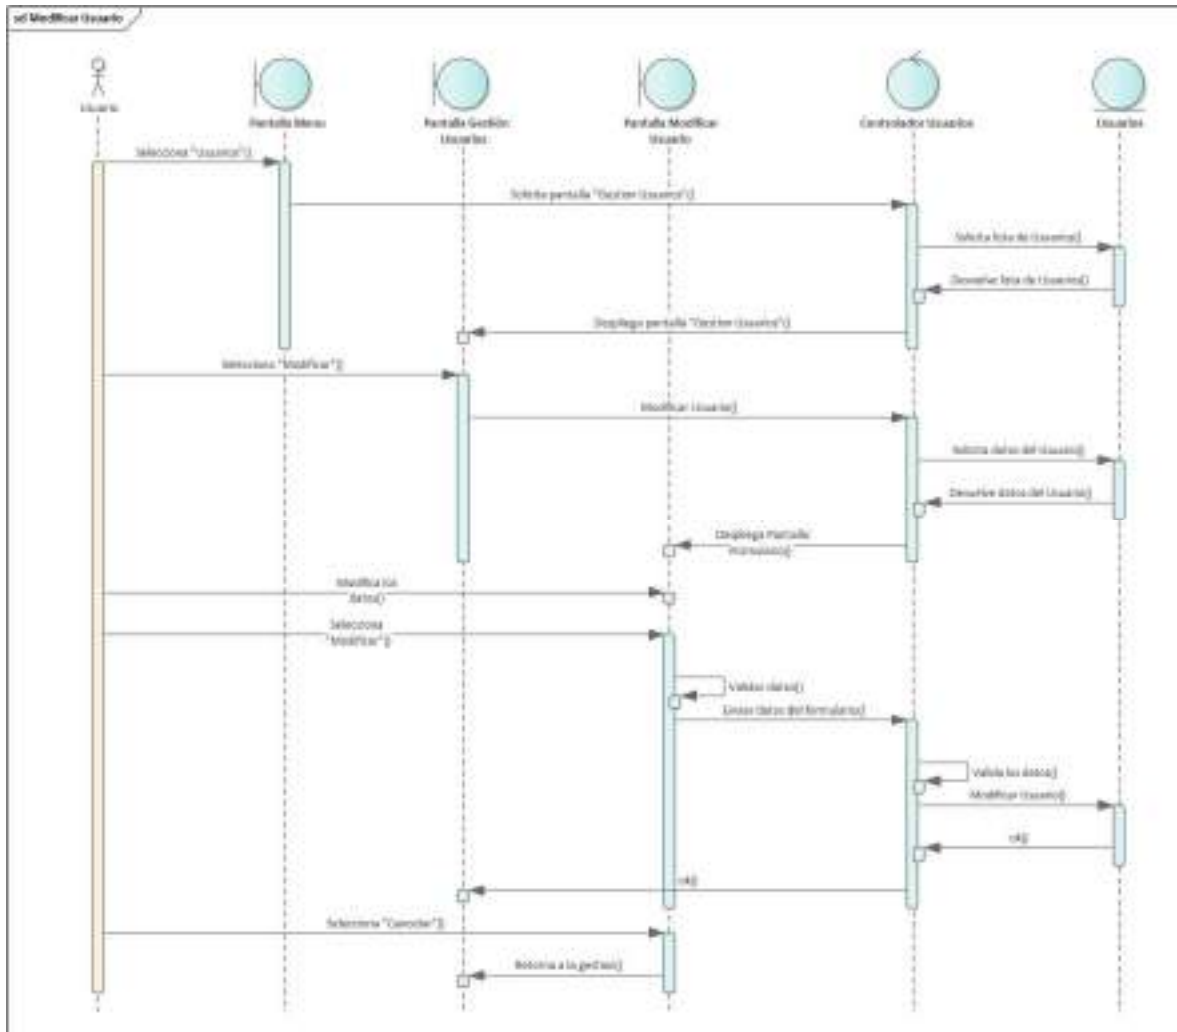 sd Modificar Usuario
Usuario
Pantalla Menu
Pantalla Gestión
Usuarios
Pantalla Modificar
Usuario
Controlador Usuarios
Usuarios
Selecciona "Usuarios"()
Solicita pantalla "Gestion Usuarios"()
Solicita lista de Usuarios()
Devuelve lista de Usuarios()
Despliega pantalla "Gestion Usuarios"()
Selecciona "Modificar"()
Modificar Usuario()
Solicita datos del Usuario()
Devuelve datos del Usuario()
Despliega Pantalla
Formulario()
Modifica los
datos()
Selecciona
"Modificar"()
Validar datos()
Enviar datos del formulario()
Valida los datos()
Modificar Usuario()
ok()
ok()
Selecciona "Cancelar"()
Retorna a la gestion()